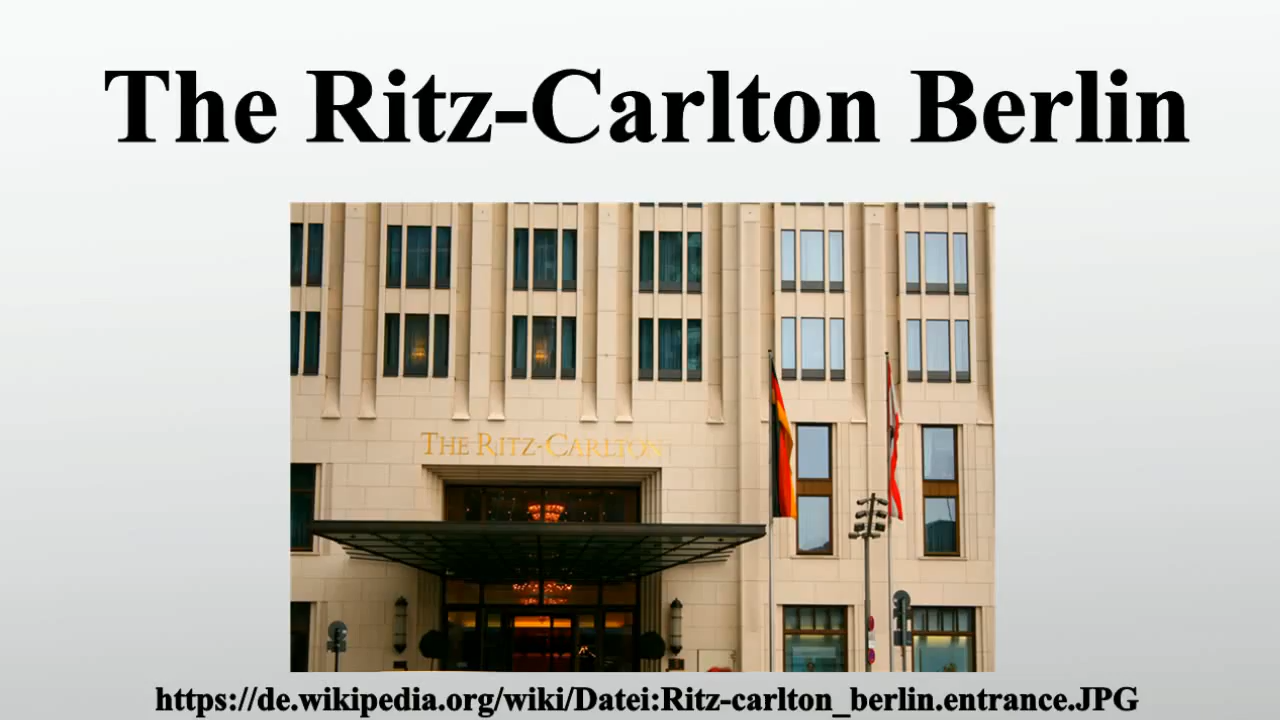 The Ritz-Carlton Berlin
THE RITZ-CARLTON
https://de.wikipedia.org/wiki/Datei:Ritz-carlton_berlin.entrance.JPG